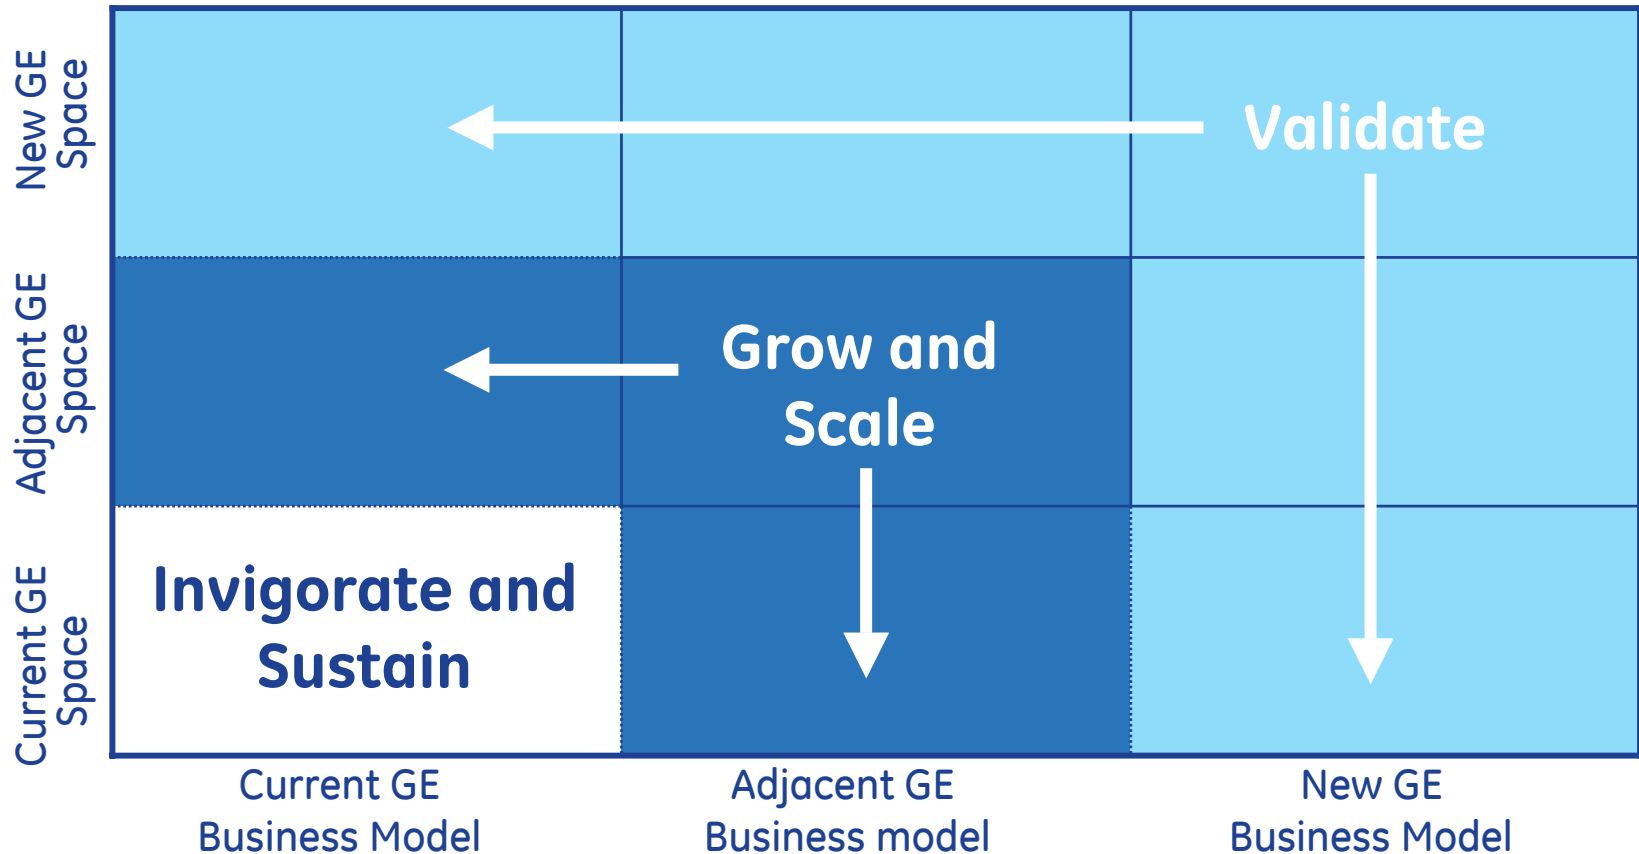 New GE
Space
Validate
Adjacent GE
Space
Grow and
Scale
Current GE
Space
Invigorate and
Sustain
Current GE
Business Model
Adjacent GE
Business model
New GE
Business Model